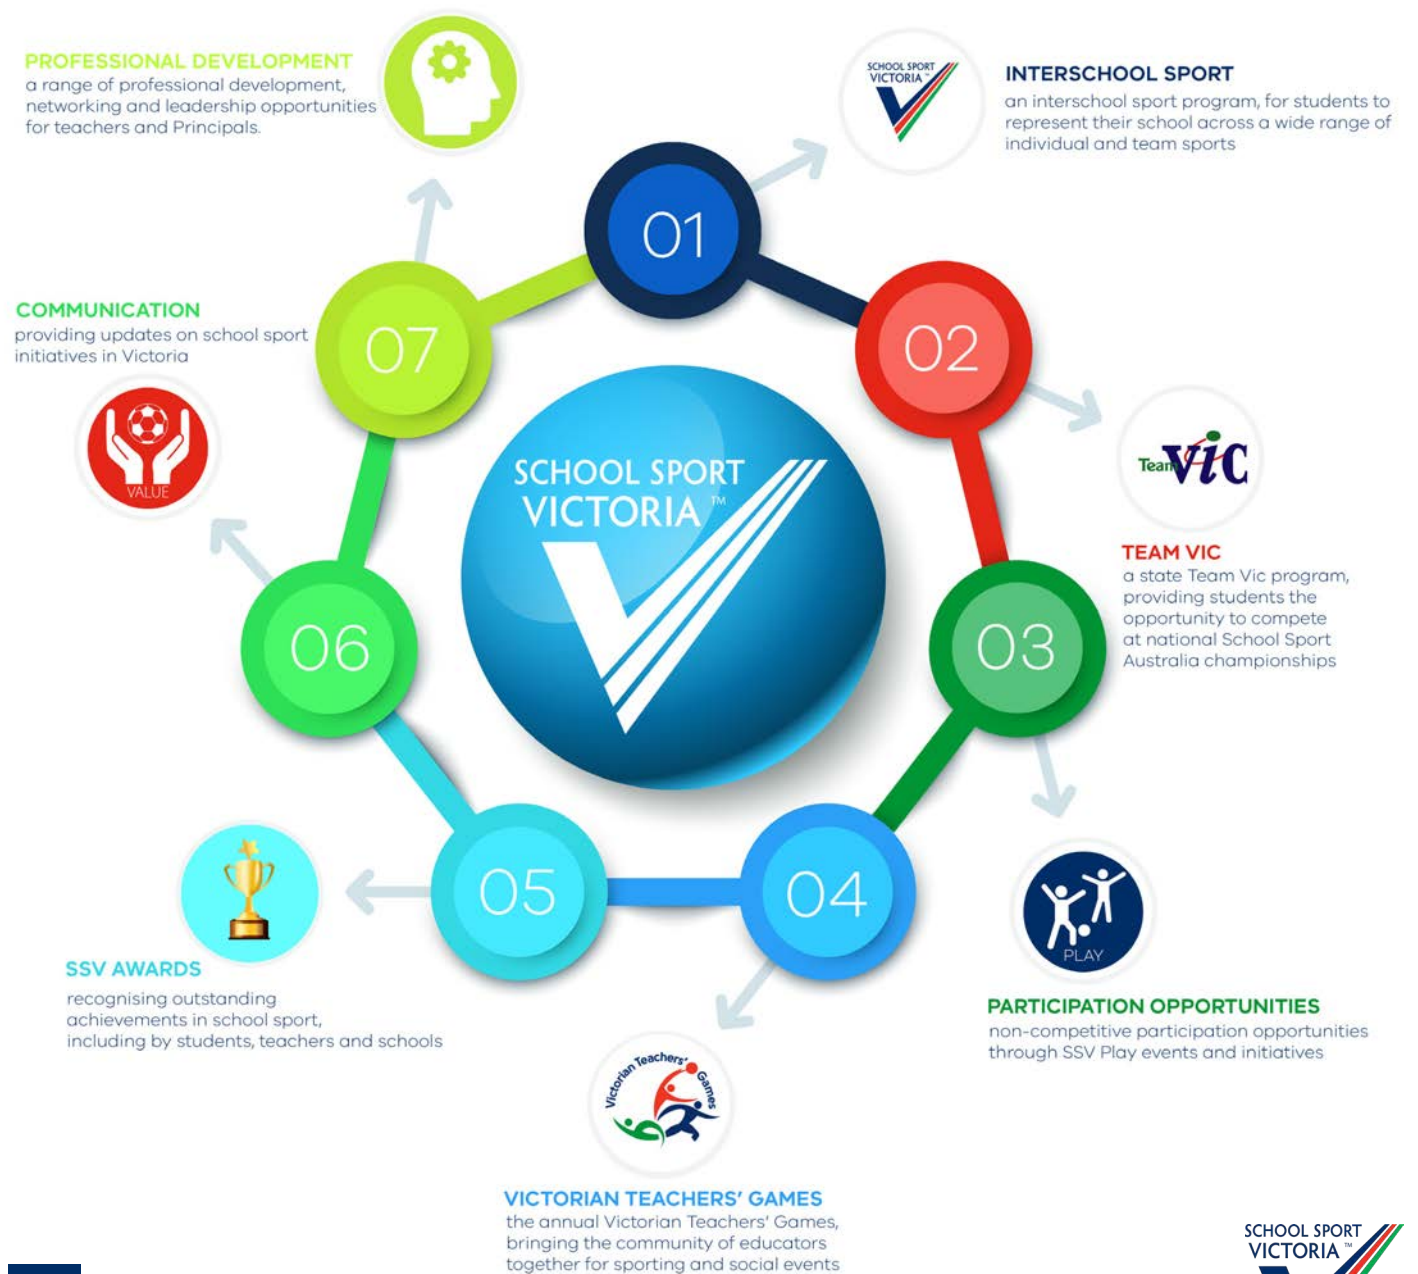 PROFESSIONAL DEVELOPMENT
a range of professional development,
networking and leadership opportunities
for teachers and Principals.
SCHOOL SPORT
VICTORIA™
INTERSCHOOL SPORT
an interschool sport program, for students to
represent their school across a wide range of
individual and team sports
01
02
03
04
05
06
07
COMMUNICATION
providing updates on school sport
initiatives in Victoria
VALUE
SCHOOL SPORT
VICTORIA™
Team Vic
TEAM VIC
a state Team Vic program,
providing students the
opportunity to compete
at national School Sport
Australia championships
SSV AWARDS
recognising outstanding
achievements in school sport,
including by students, teachers and schools
PLAY
PARTICIPATION OPPORTUNITIES
non-competitive participation opportunities
through SSV Play events and initiatives
Victorian Teachers' Games
VICTORIAN TEACHERS' GAMES
the annual Victorian Teachers' Games,
bringing the community of educators
together for sporting and social events
SCHOOL SPORT
VICTORIA™